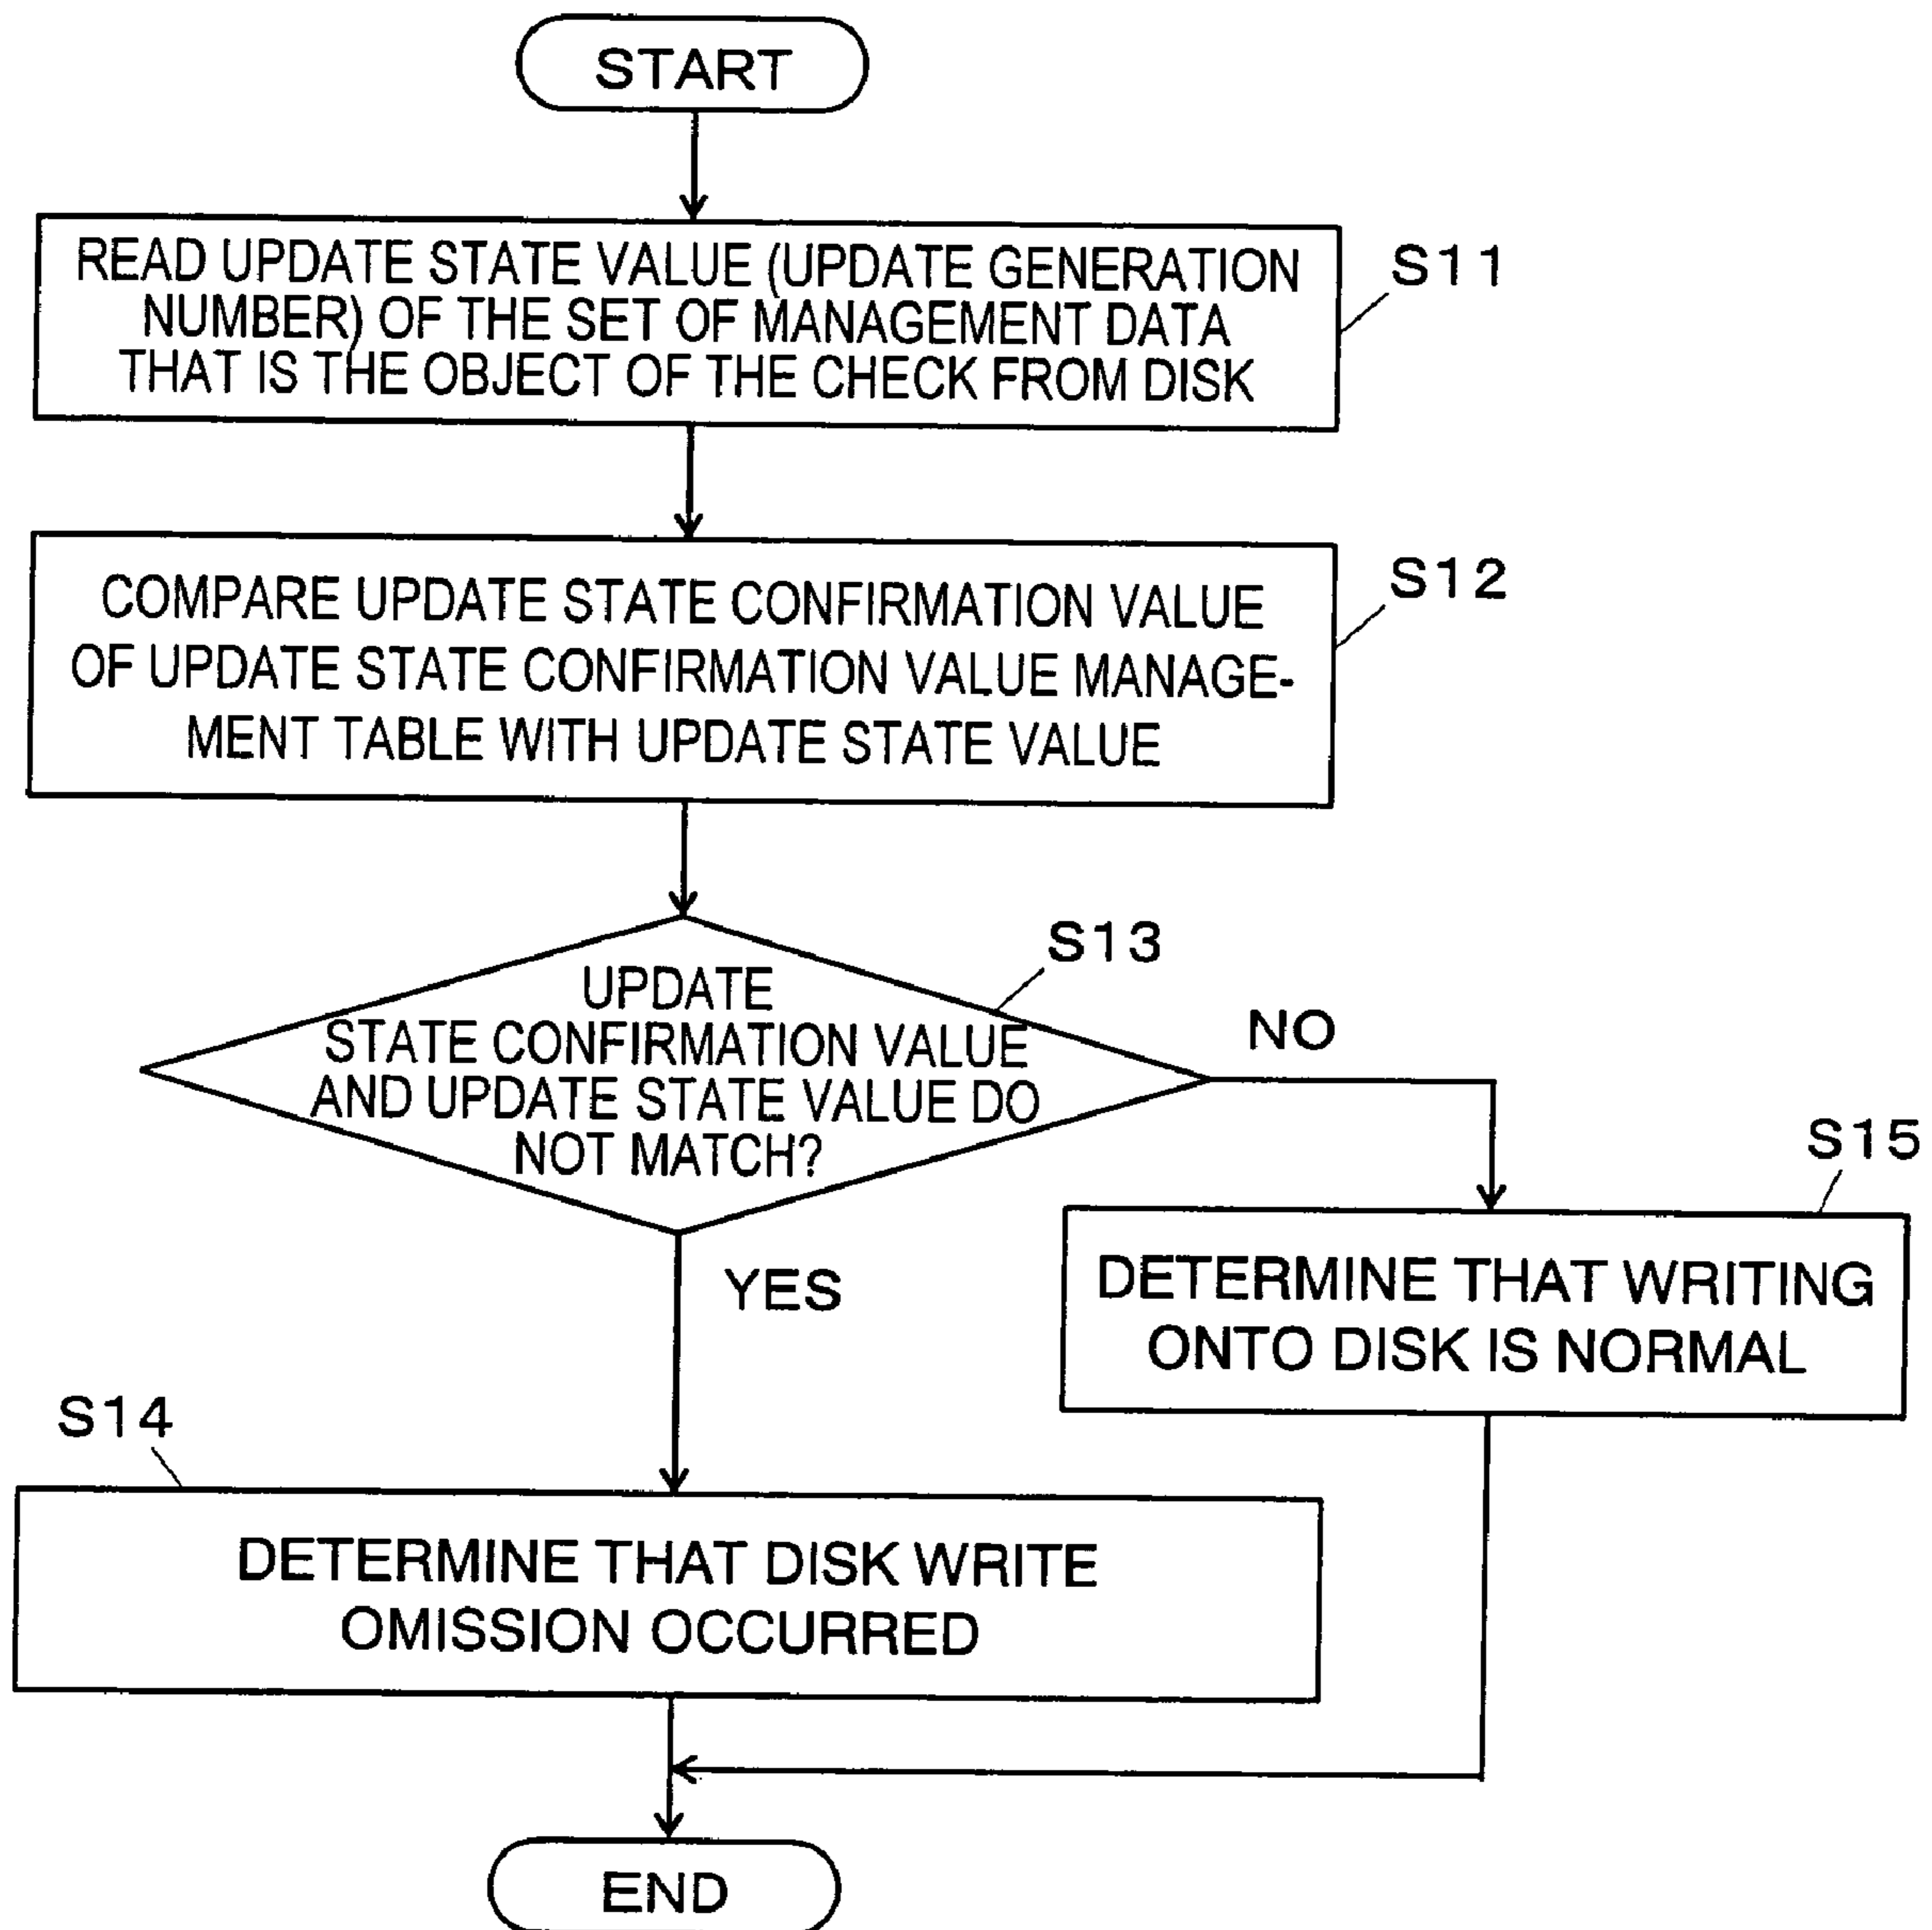 START
READ UPDATE STATE VALUE (UPDATE GENERATION
NUMBER) OF THE SET OF MANAGEMENT DATA
THAT IS THE OBJECT OF THE CHECK FROM DISK
S11
COMPARE UPDATE STATE CONFIRMATION VALUE
OF UPDATE STATE CONFIRMATION VALUE MANAGE-
MENT TABLE WITH UPDATE STATE VALUE
S12
UPDATE
STATE CONFIRMATION VALUE
AND UPDATE STATE VALUE DO
NOT MATCH?
S13
NO
YES
S15
DETERMINE THAT WRITING
ONTO DISK IS NORMAL
S14
DETERMINE THAT DISK WRITE
OMISSION OCCURRED
END